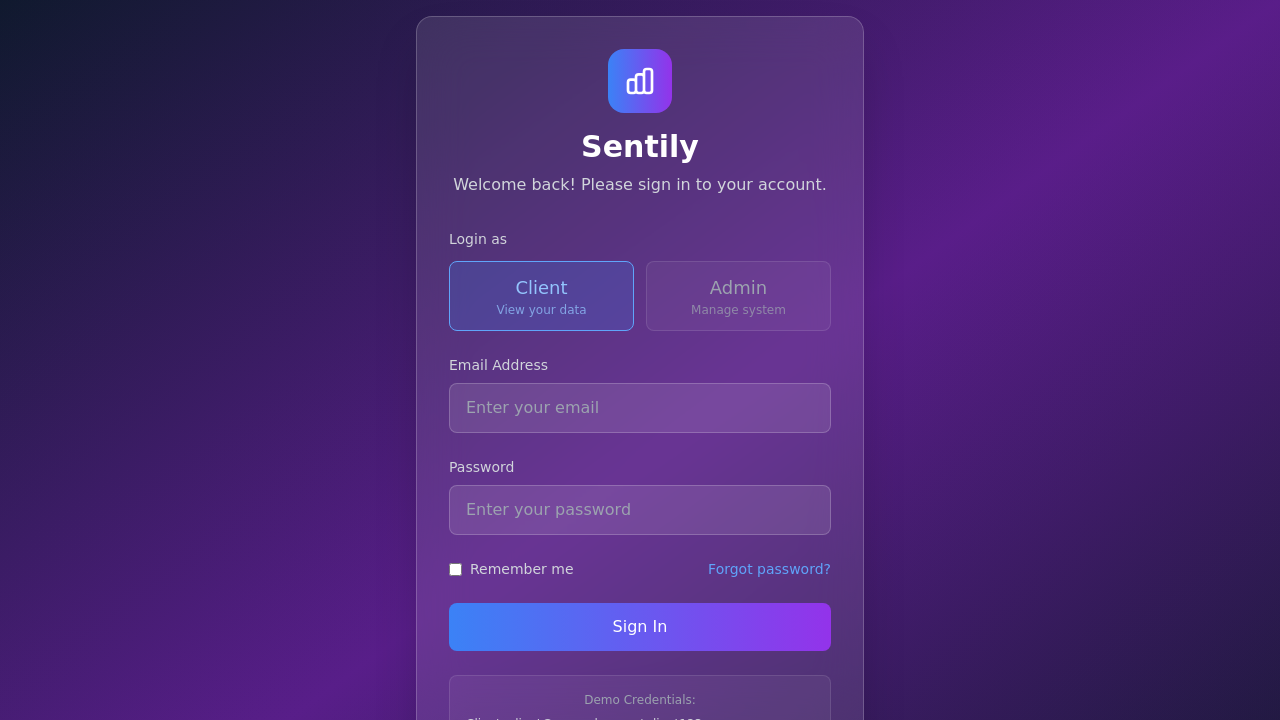 Sentily
Welcome back! Please sign in to your account.
Login as
Client
View your data
Admin
Manage system
Email Address
Enter your email
Password
Enter your password
Remember me
Forgot password?
Sign In
Demo Credentials: